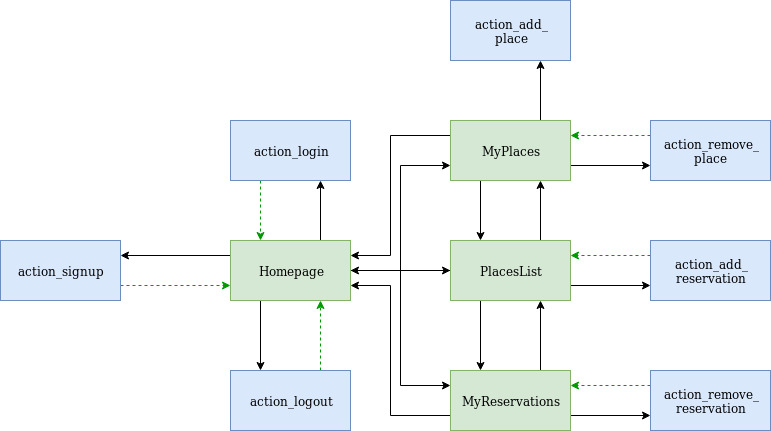 action_add_
place
action_login
MyPlaces
action_remove_
place
action_signup
Homepage
PlacesList
action_add_
reservation
action_logout
MyReservations
action_remove_
reservation